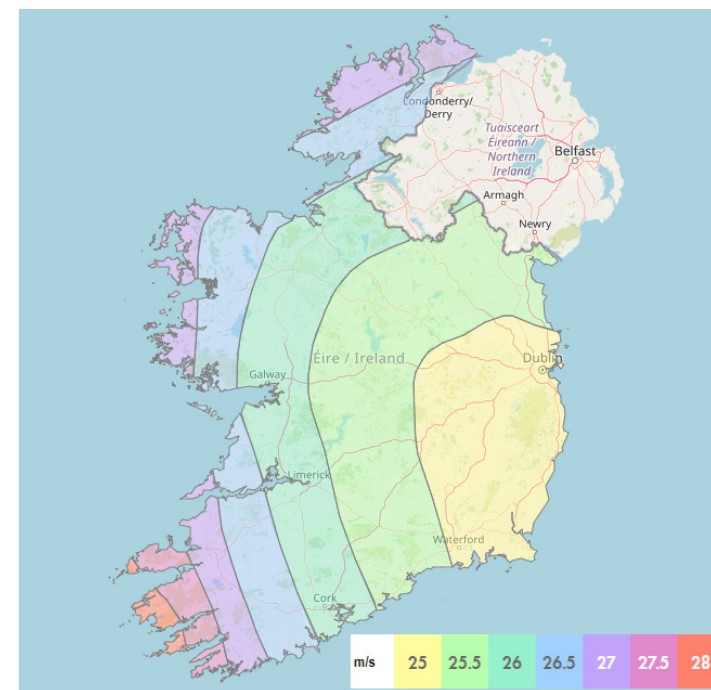 Londonderry/
Derry
Tuaisceart
Éireann /
Northern
Ireland
Belfast
Armagh
Newry
Éire / Ireland
Dublin
Galway
Limerick
Waterford
Cork
m/s 25 25.5 26 26.5 27 27.5 28